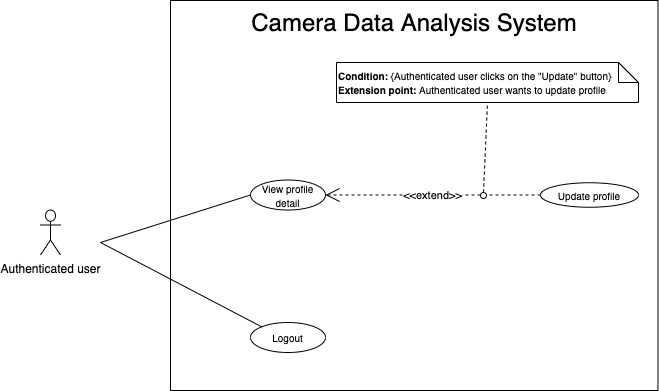 Camera Data Analysis System
Condition: {Authenticated user clicks on the "Update" button}
Extension point: Authenticated user wants to update profile
View profile
detail
<<extend>>
Update profile
Authenticated user
Logout